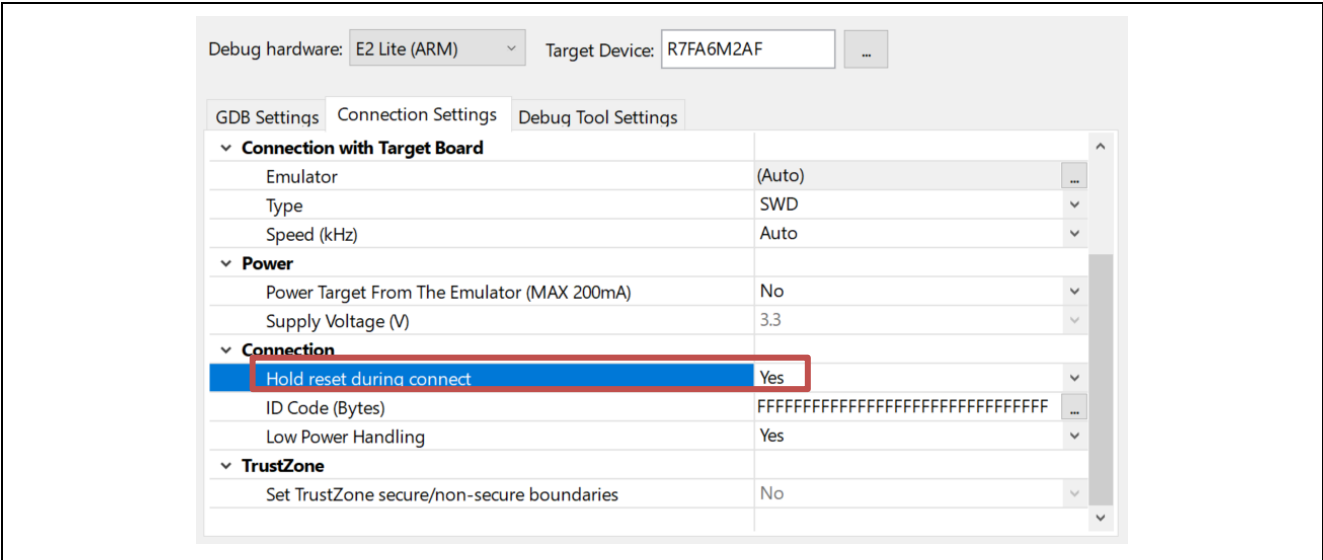 Debug hardware: E2 Lite (ARM) Target Device: R7FA6M2AF ...
GDB Settings Connection Settings Debug Tool Settings
Connection with Target Board
Emulator (Auto) ...
Type SWD
Speed (kHz) Auto
Power
Power Target From The Emulator (MAX 200mA) No
Supply Voltage (V) 3.3
Connection
Hold reset during connect Yes
ID Code (Bytes) FFFFFFFFFFFFFFFFFFFFFFFFFFFFFFFF ...
Low Power Handling Yes
TrustZone
Set TrustZone secure/non-secure boundaries No